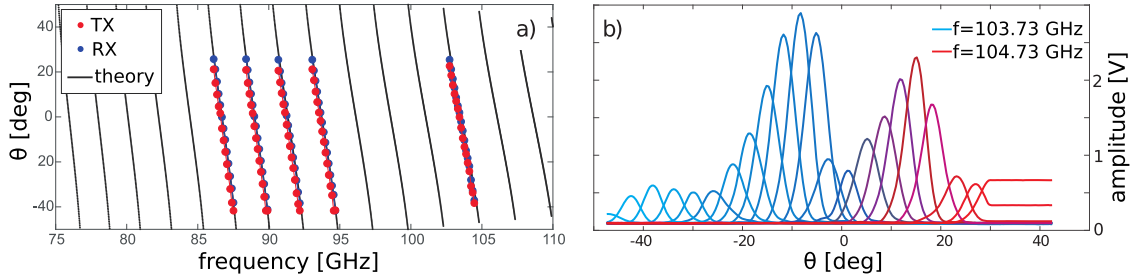 a)
TX
RX
theory
40
20
0
20
-40
75
80
85
90
95
100
105
110
θ [deg]
frequency [GHz]
b)
f=103.73 GHz
f=104.73 GHz
2
1
0
-40
-20
0
20
40
θ [deg]
amplitude [V]